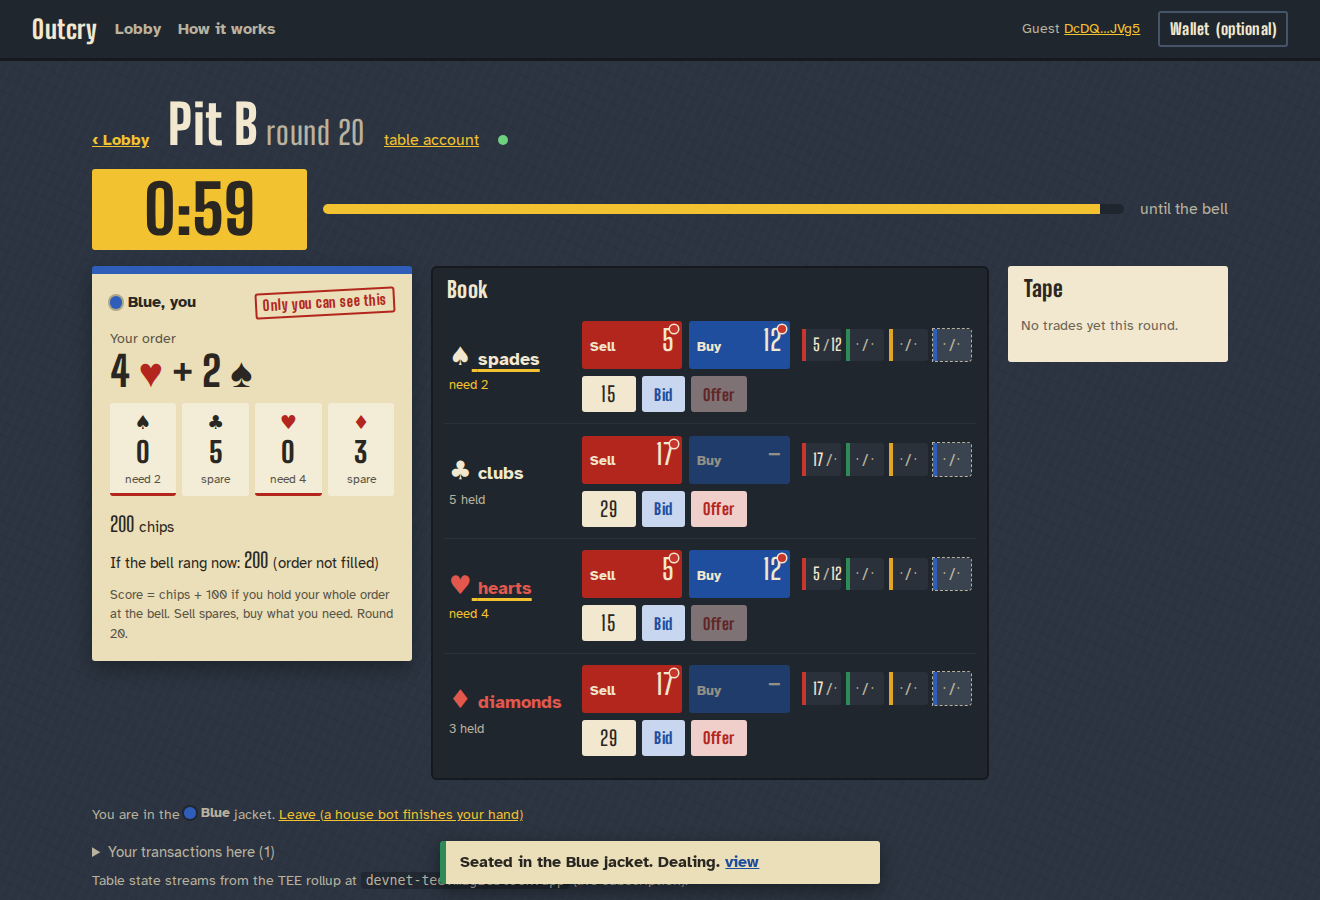 Outcry Lobby How it works Guest DcDQ…JVg5 Wallet (optional)
‹ Lobby Pit B round 20 table account
0:59 until the bell
Blue, you Only you can see this
Your order
4 ♥ + 2 ♠
♠ ♣ ♥ ♦
0 5 0 3
need 2 spare need 4 spare
200 chips
If the bell rang now: 200 (order not filled)
Score = chips + 100 if you hold your whole order
at the bell. Sell spares, buy what you need. Round
20.
Book
♠ spades Sell 5 Buy 12 5 / 12 · / · · / · · / ·
need 2 15 Bid Offer
♣ clubs Sell 17 Buy – 17 / · · / · · / · · / ·
5 held 29 Bid Offer
♥ hearts Sell 5 Buy 12 5 / 12 · / · · / · · / ·
need 4 15 Bid Offer
♦ diamonds Sell 17 Buy – 17 / · · / · · / · · / ·
3 held 29 Bid Offer
Tape
No trades yet this round.
You are in the Blue jacket. Leave (a house bot finishes your hand)
Your transactions here (1)
Seated in the Blue jacket. Dealing. view
Table state streams from the TEE rollup at devnet-tee